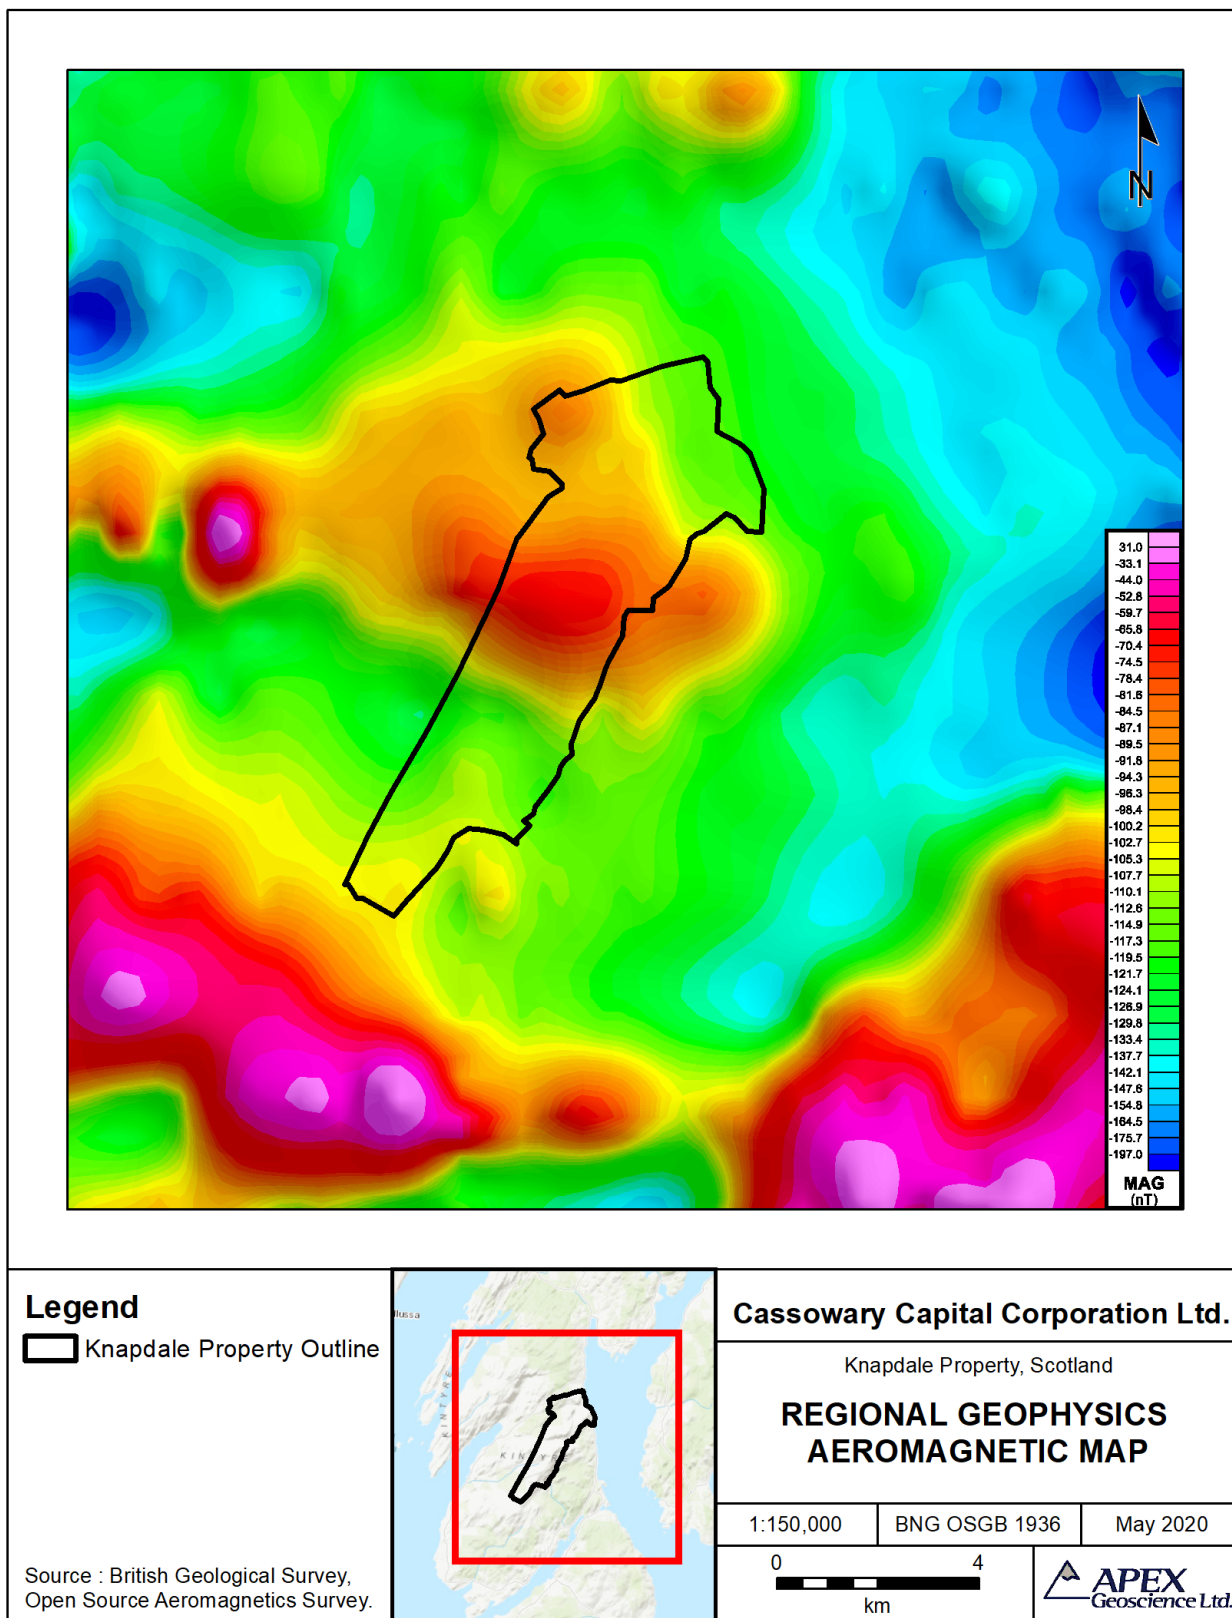 N
31.0
-33.1
-44.0
-52.8
-59.7
-65.8
-70.4
-74.5
-78.4
-81.6
-84.5
-87.1
-89.5
-91.8
-94.3
-96.3
-98.4
-100.2
-102.7
-105.3
-107.7
-110.1
-112.6
-114.9
-117.3
-119.5
-121.7
-124.1
-126.9
-129.8
-133.4
-137.7
-142.1
-147.6
-154.8
-164.5
-175.7
-197.0
MAG
(nT)
Legend
Knapdale Property Outline
Source : British Geological Survey,
Open Source Aeromagnetics Survey.
KINTYRE
KINTYRE
Cassowary Capital Corporation Ltd.
Knapdale Property, Scotland
REGIONAL GEOPHYSICS
AEROMAGNETIC MAP
1:150,000 BNG OSGB 1936 May 2020
0 4
km
APEX
Geoscience Ltd.